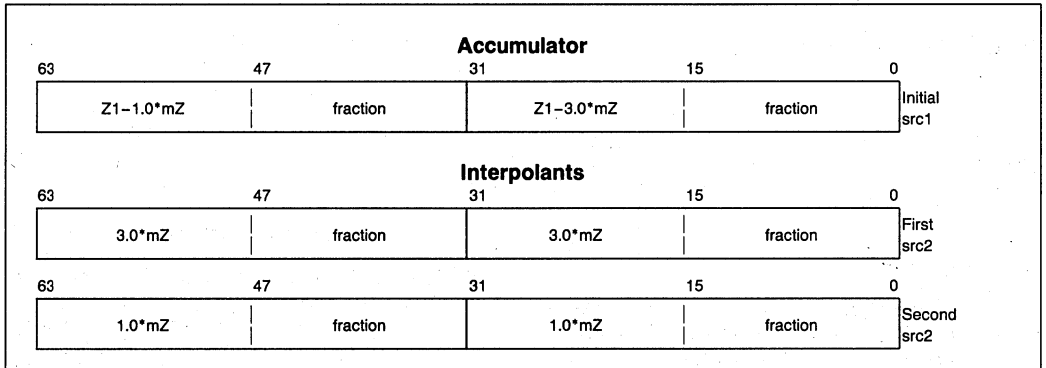 Accumulator
63 47 31 15 0
Z1–1.0*mZ fraction Z1–3.0*mZ fraction Initial
src1
Interpolants
63 47 31 15 0
3.0*mZ fraction 3.0*mZ fraction First
src2
63 47 31 15 0
1.0*mZ fraction 1.0*mZ fraction Second
src2